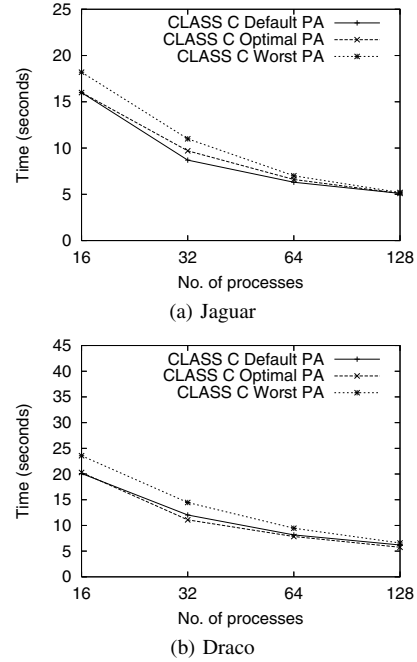 25
20
15
10
5
0
Time (seconds)
CLASS C Default PA
CLASS C Optimal PA
CLASS C Worst PA
16 32 64 128
No. of processes
(a) Jaguar
45
40
35
30
25
20
15
10
5
0
Time (seconds)
CLASS C Default PA
CLASS C Optimal PA
CLASS C Worst PA
16 32 64 128
No. of processes
(b) Draco